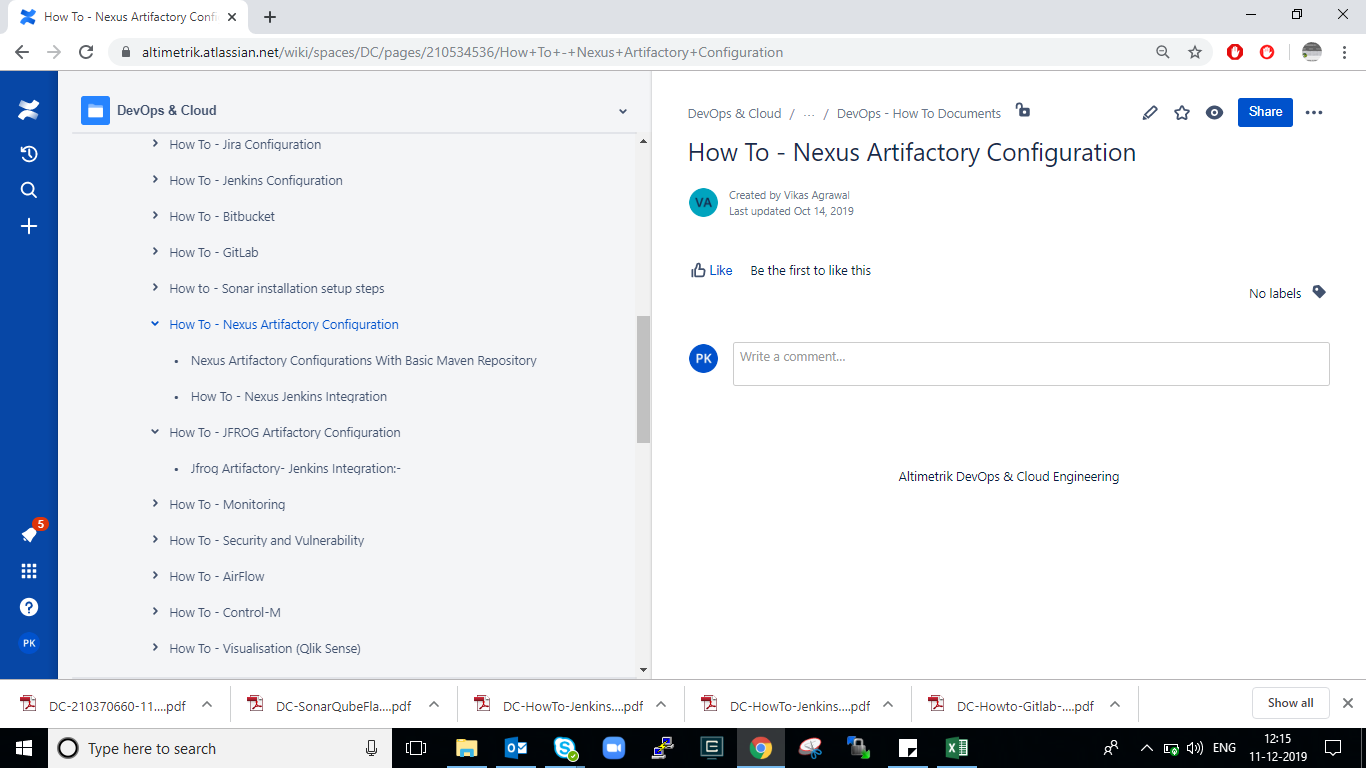 How To - Nexus Artifactory Confi
altimetrik.atlassian.net/wiki/spaces/DC/pages/210534536/How+To+-+Nexus+Artifactory+Configuration
DevOps & Cloud
How To - Jira Configuration
How To - Jenkins Configuration
How To - Bitbucket
How To - GitLab
How to - Sonar installation setup steps
How To - Nexus Artifactory Configuration
Nexus Artifactory Configurations With Basic Maven Repository
How To - Nexus Jenkins Integration
How To - JFROG Artifactory Configuration
Jfrog Artifactory- Jenkins Integration:-
How To - Monitoring
How To - Security and Vulnerability
How To - AirFlow
How To - Control-M
How To - Visualisation (Qlik Sense)
5
PK
DevOps & Cloud / ... / DevOps - How To Documents
Share
How To - Nexus Artifactory Configuration
VA
Created by Vikas Agrawal
Last updated Oct 14, 2019
Like Be the first to like this
No labels
PK
Write a comment...
Altimetrik DevOps & Cloud Engineering
DC-210370660-11....pdf
DC-SonarQubeFla....pdf
DC-HowTo-Jenkins....pdf
DC-HowTo-Jenkins....pdf
DC-Howto-Gitlab-....pdf
Show all
Type here to search
ENG
12:15
11-12-2019